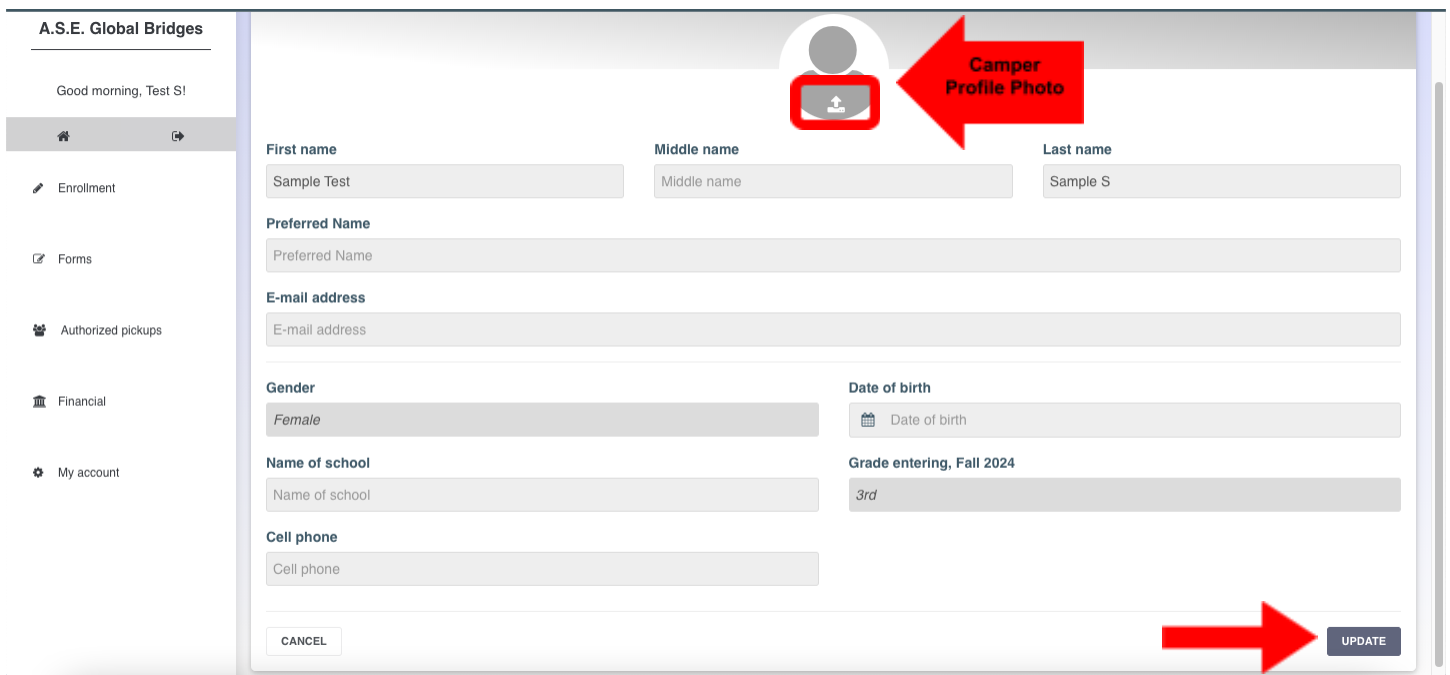 A.S.E. Global Bridges
Good morning, Test S!
Enrollment
Forms
Authorized pickups
Financial
My account
Camper
Profile Photo
First name
Middle name
Last name
Sample Test
Middle name
Sample S
Preferred Name
Preferred Name
E-mail address
E-mail address
Gender
Date of birth
Female
Date of birth
Name of school
Grade entering, Fall 2024
Name of school
3rd
Cell phone
Cell phone
CANCEL
UPDATE